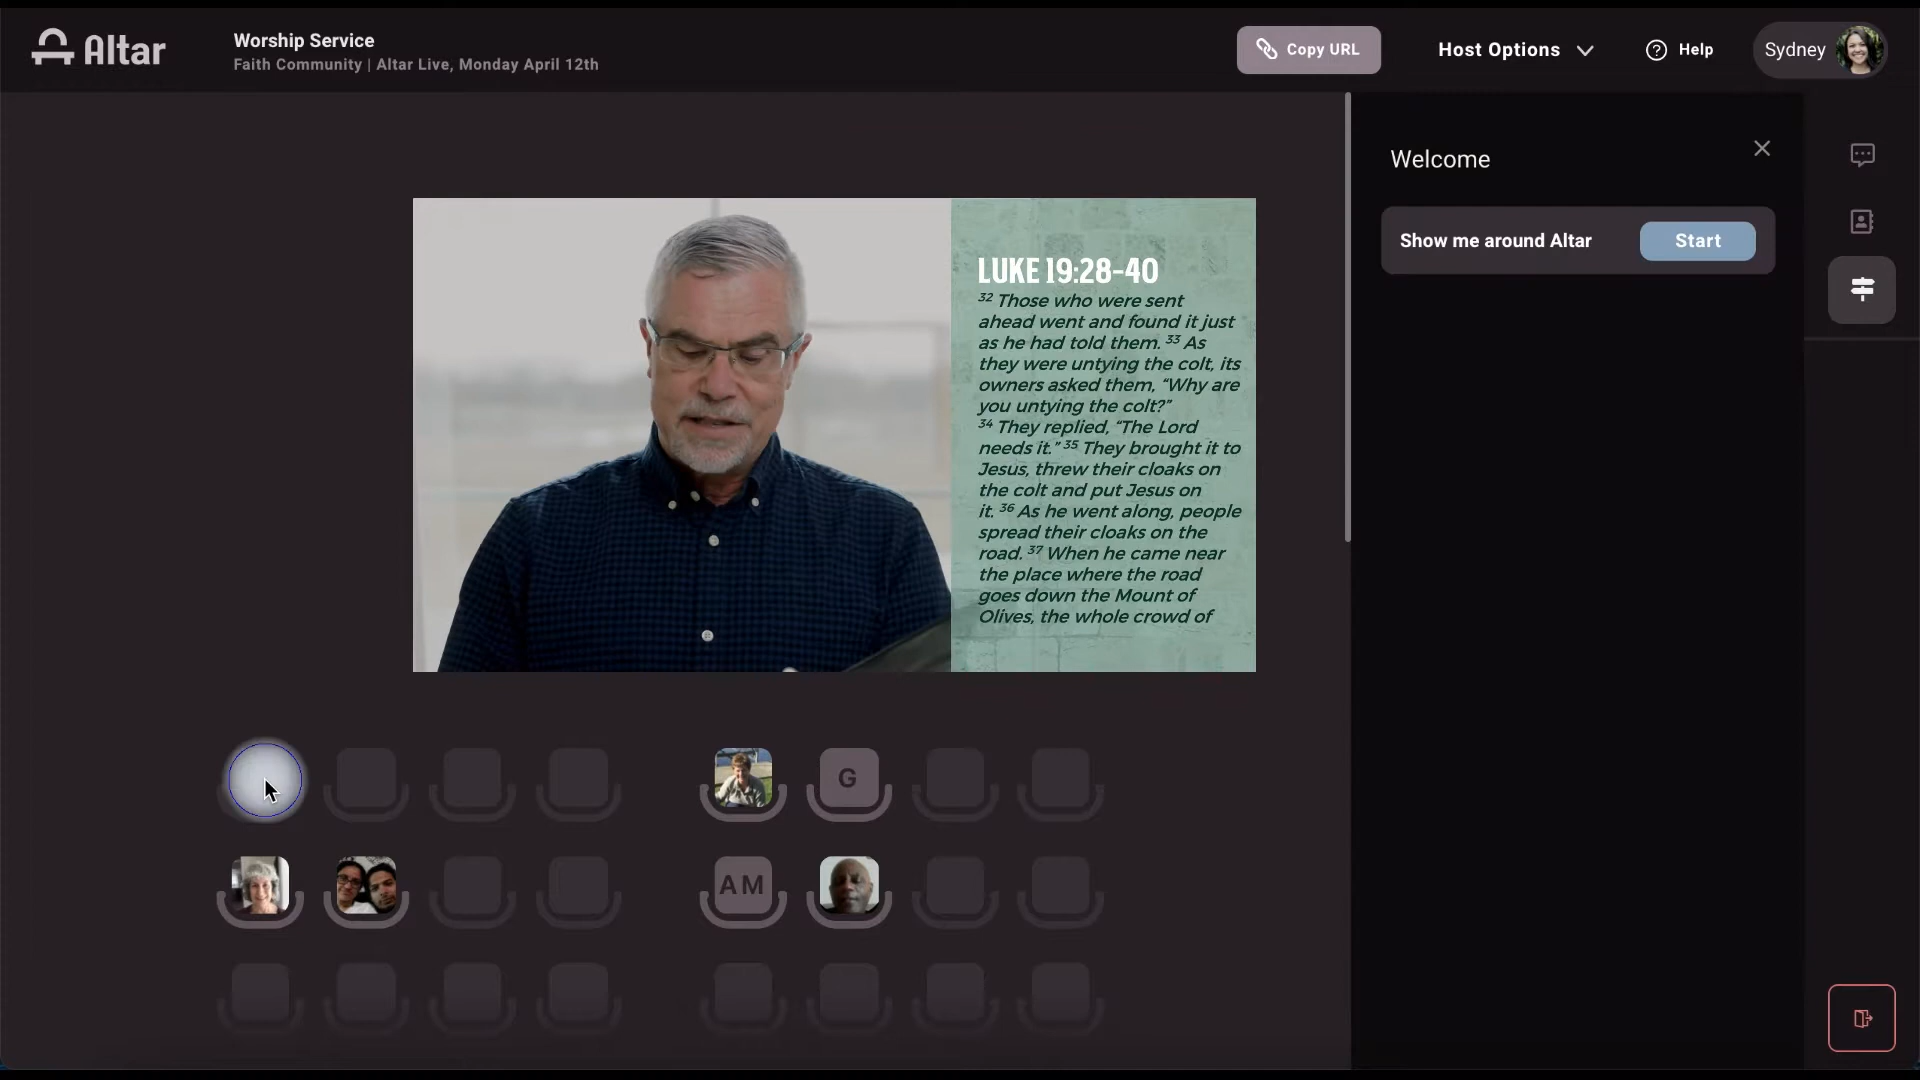 Altar
Worship Service
Faith Community | Altar Live, Monday April 12th
Copy URL
Host Options
Help
Sydney
Welcome
Show me around Altar
Start
LUKE 19:28-40
32 Those who were sent
ahead went and found it just
as he had told them. 33 As
they were untying the colt, its
owners asked them, “Why are
you untying the colt?”
34 They replied, “The Lord
needs it.” 35 They brought it to
Jesus, threw their cloaks on
the colt and put Jesus on
it. 36 As he went along, people
spread their cloaks on the
road. 37 When he came near
the place where the road
goes down the Mount of
Olives, the whole crowd of
G
AM